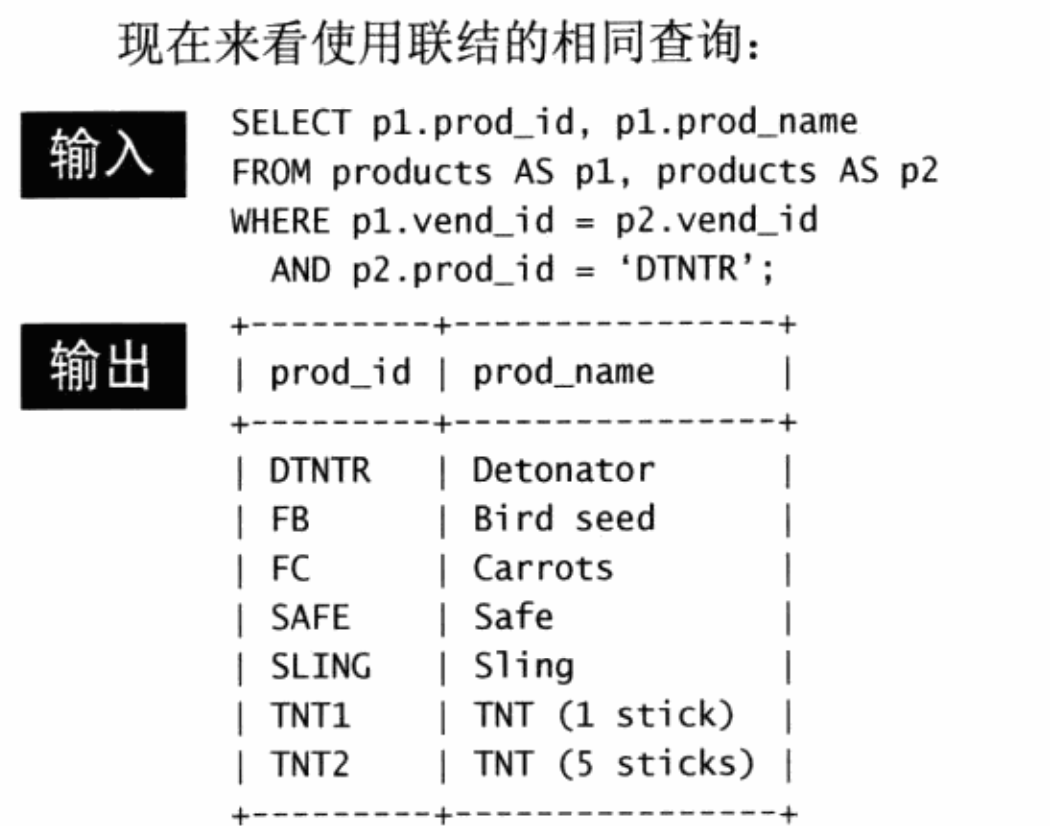 现在来看使用联结的相同查询：
输入
SELECT p1.prod_id, p1.prod_name
FROM products AS p1, products AS p2
WHERE p1.vend_id = p2.vend_id
  AND p2.prod_id = ‘DTNTR’;
输出
+---------+----------------+
| prod_id | prod_name      |
+---------+----------------+
| DTNTR   | Detonator      |
| FB      | Bird seed      |
| FC      | Carrots        |
| SAFE    | Safe           |
| SLING   | Sling          |
| TNT1    | TNT (1 stick)  |
| TNT2    | TNT (5 sticks) |
+---------+----------------+